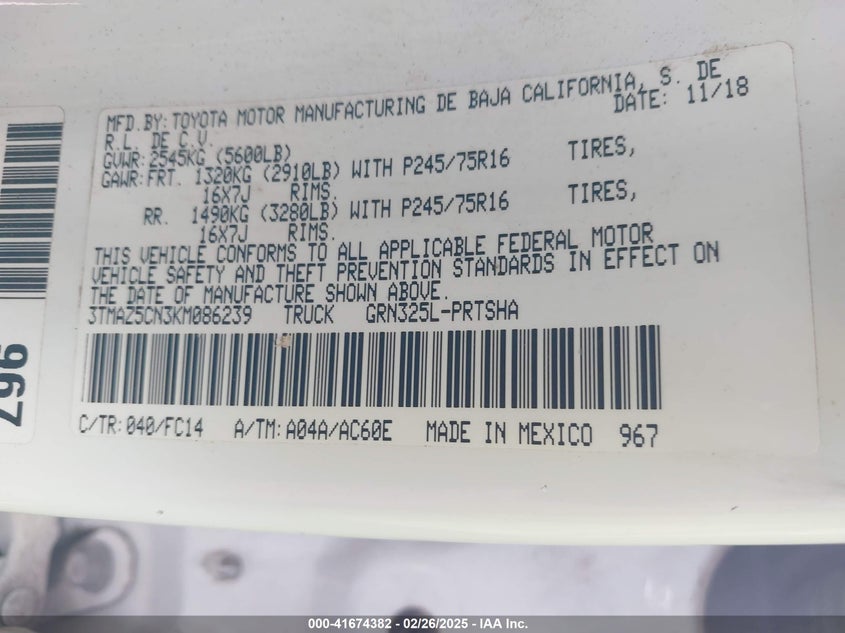 MFD.BY:TOYOTA MOTOR MANUFACTURING DE BAJA CALIFORNIA, S. DE
R.L. DE C.V. DATE: 11/18
GVWR:2545KG (5600LB)
GAWR:FRT. 1320KG (2910LB) WITH P245/75R16 TIRES,
16X7J RIMS.
RR. 1490KG (3280LB) WITH P245/75R16 TIRES,
16X7J RIMS.
THIS VEHICLE CONFORMS TO ALL APPLICABLE FEDERAL MOTOR
VEHICLE SAFETY AND THEFT PREVENTION STANDARDS IN EFFECT ON
THE DATE OF MANUFACTURE SHOWN ABOVE.
3TMAZ5CN3KM086239 TRUCK GRN325L-PRTSHA
C/TR:040/FC14 A/TM:A04A/AC60E MADE IN MEXICO 967
967
000-41674382 - 02/26/2025 - IAA Inc.